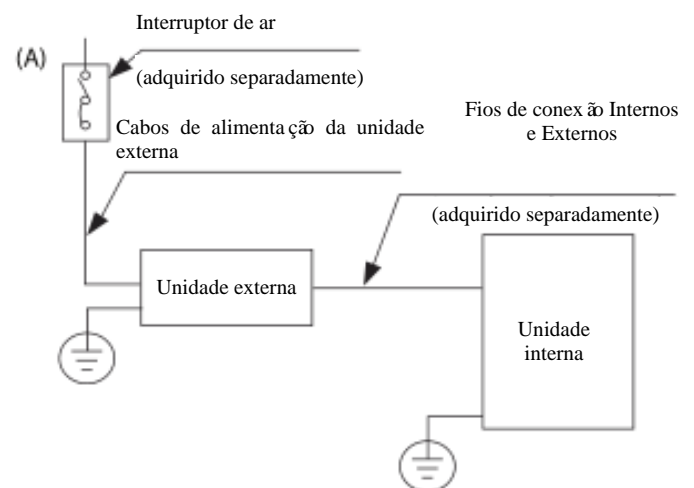 Interruptor de ar
(A)
(adquirido separadamente)
Cabos de alimentação da unidade
externa
Fios de conexão Internos
e Externos
(adquirido separadamente)
Unidade externa
Unidade
interna